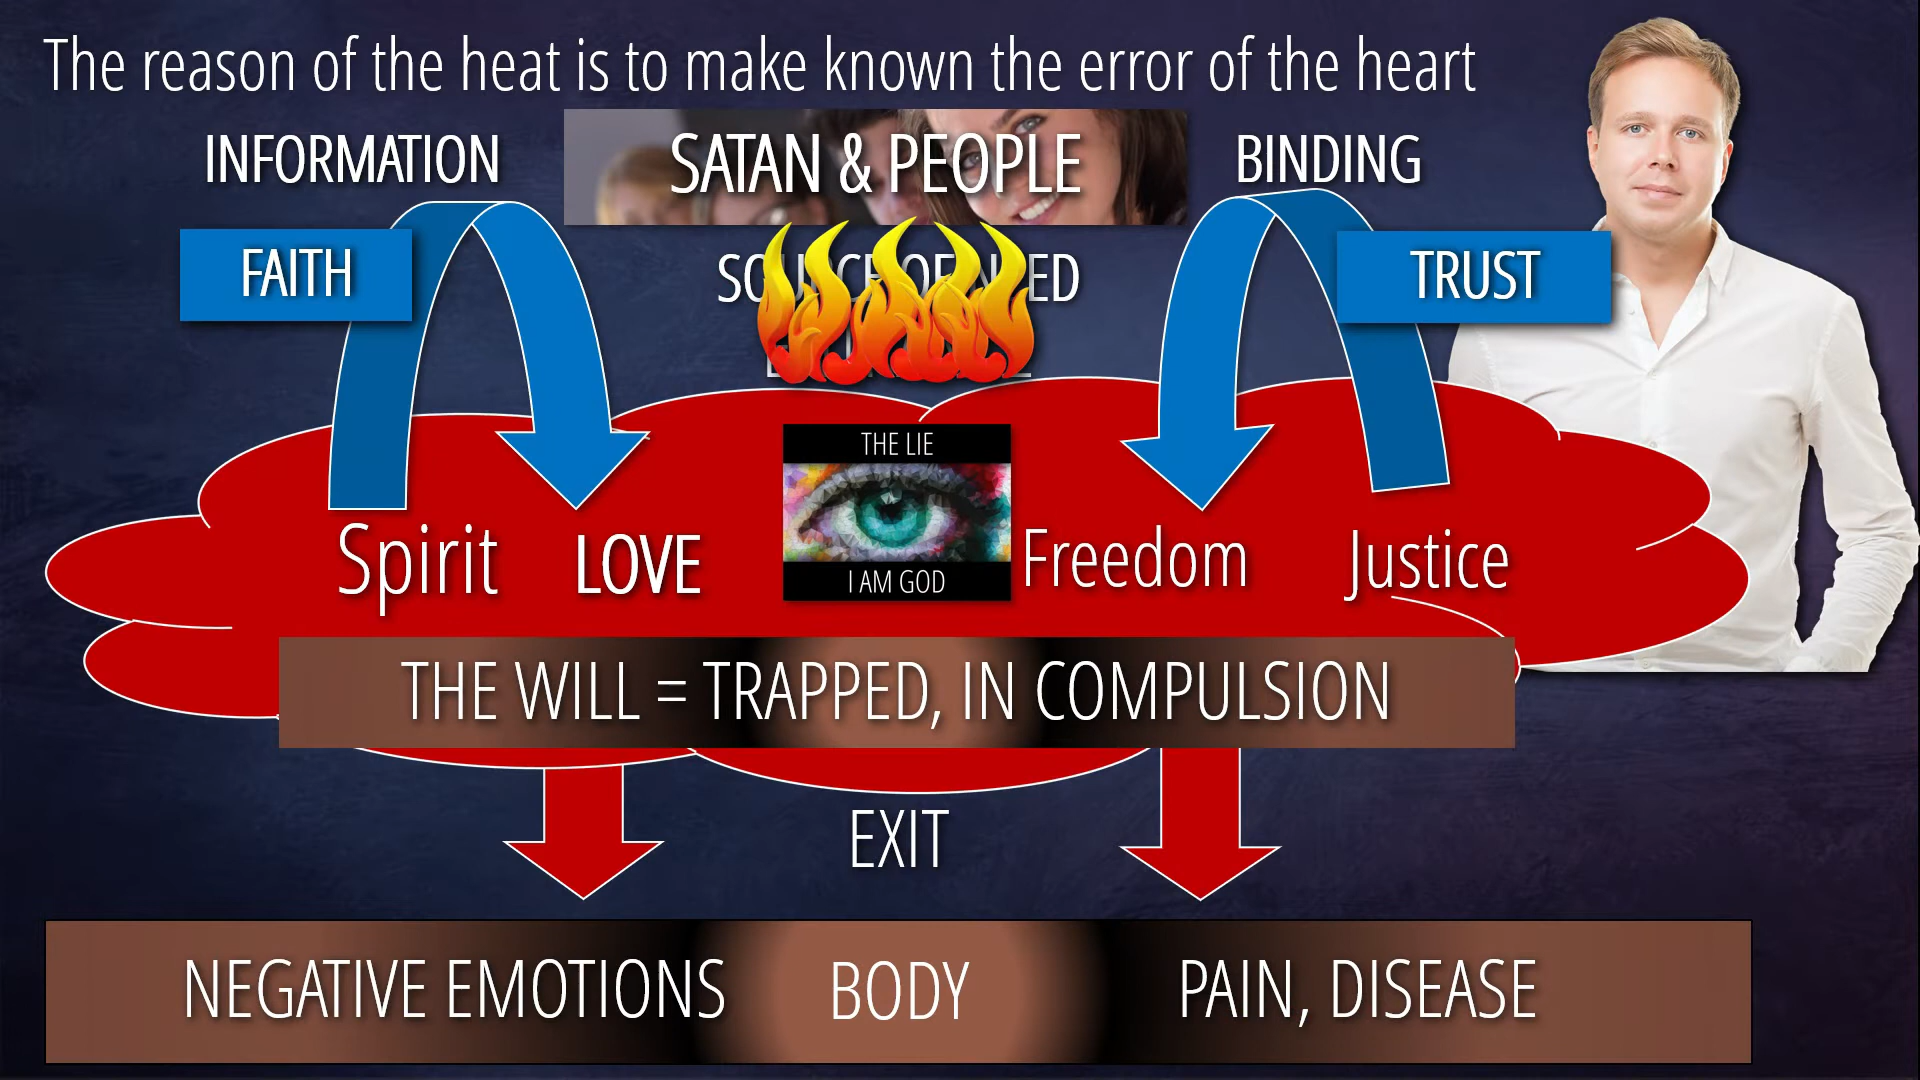 The reason of the heat is to make known the error of the heart
INFORMATION
SATAN & PEOPLE
BINDING
FAITH
TRUST
THE LIE
I AM GOD
Spirit
LOVE
Freedom
Justice
THE WILL = TRAPPED, IN COMPULSION
EXIT
NEGATIVE EMOTIONS
BODY
PAIN, DISEASE